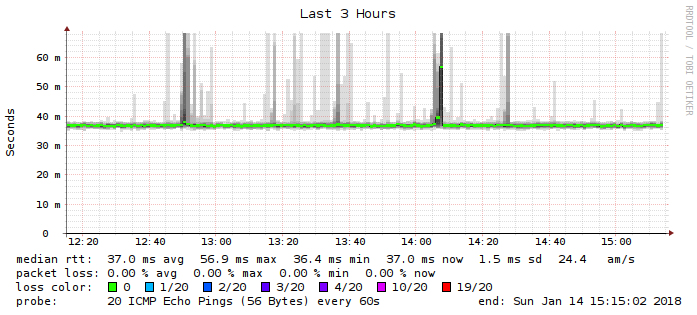 Last 3 Hours
RRDTOOL / TOBI OETIKER
Seconds
60 m
50 m
40 m
30 m
20 m
10 m
0
12:20 12:40 13:00 13:20 13:40 14:00 14:20 14:40 15:00
median rtt: 37.0 ms avg 56.9 ms max 36.4 ms min 37.0 ms now 1.5 ms sd 24.4 am/s
packet loss: 0.00 % avg 0.00 % max 0.00 % min 0.00 % now
loss color: 0 1/20 2/20 3/20 4/20 10/20 19/20
probe: 20 ICMP Echo Pings (56 Bytes) every 60s end: Sun Jan 14 15:15:02 2018